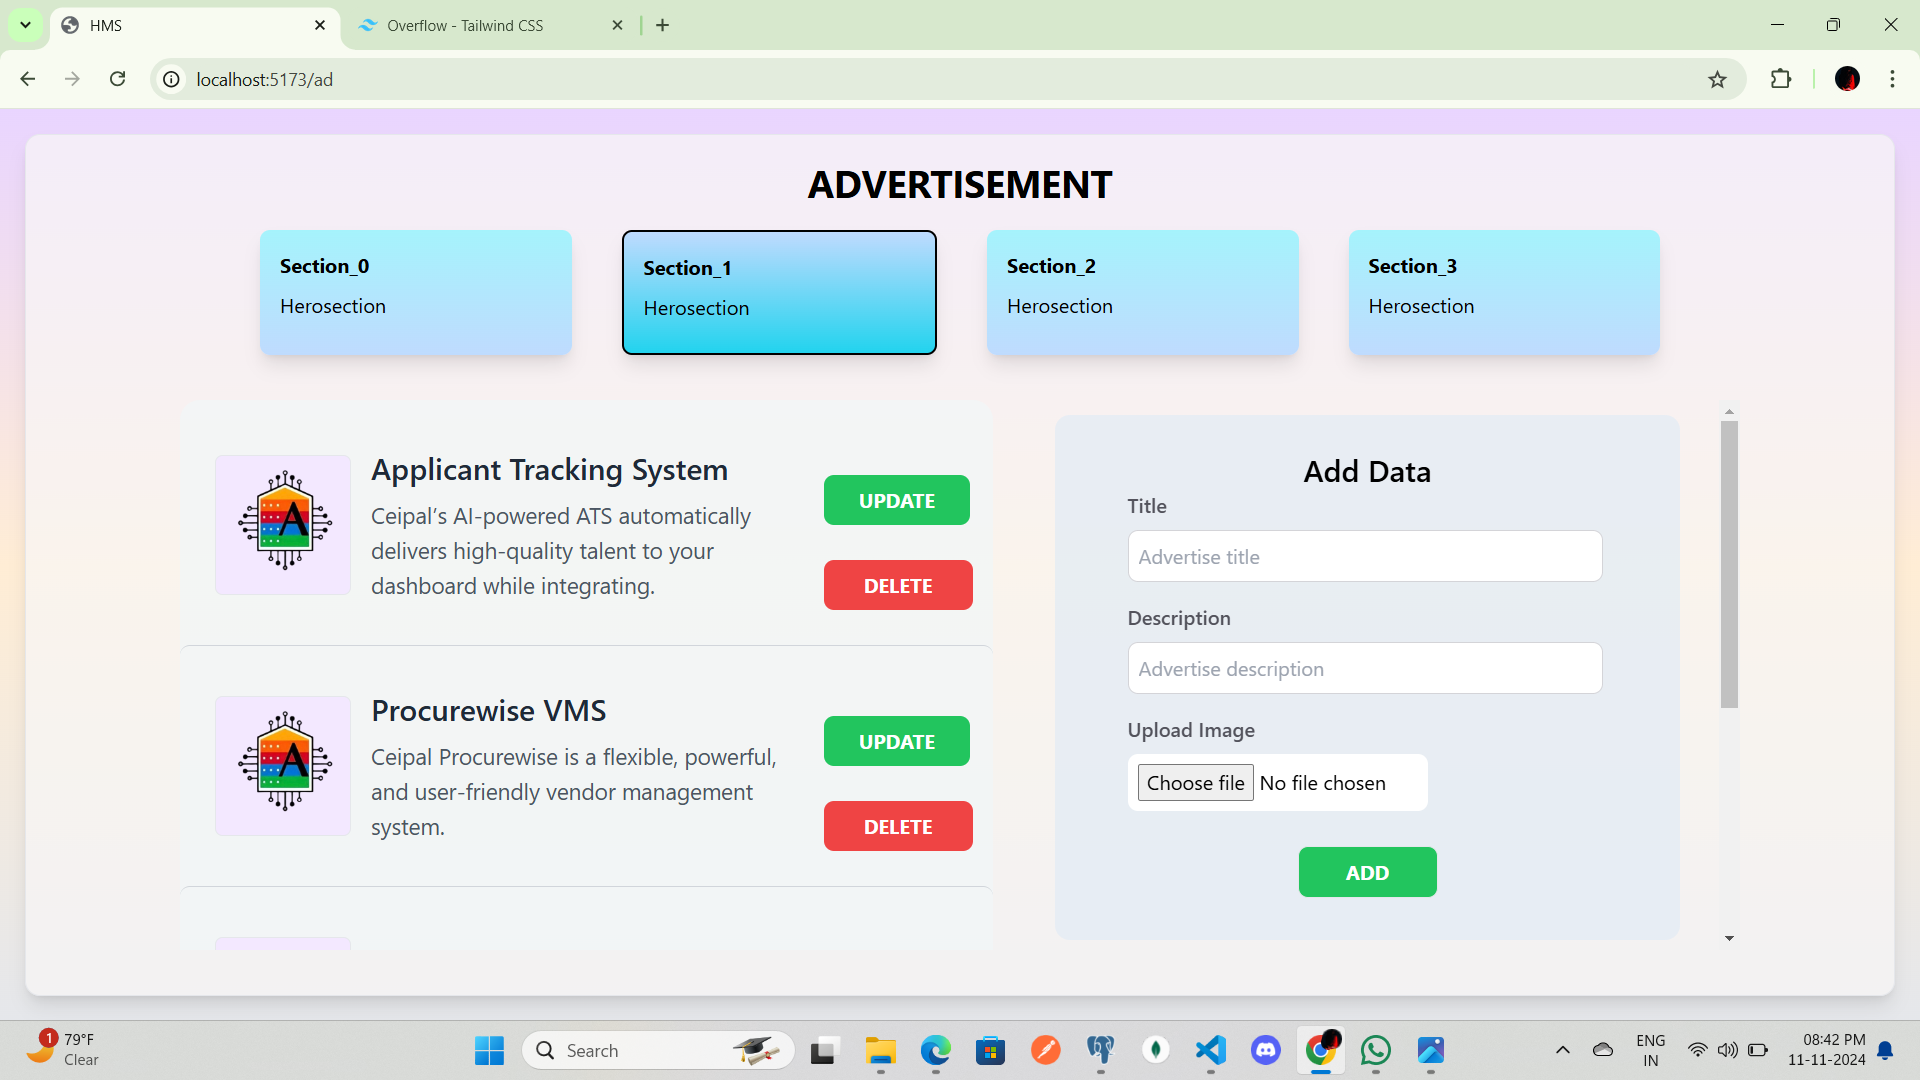 HMS
Overflow - Tailwind CSS
localhost:5173/ad
ADVERTISEMENT
Section_0
Herosection
Section_1
Herosection
Section_2
Herosection
Section_3
Herosection
Applicant Tracking System
Ceipal’s AI-powered ATS automatically
delivers high-quality talent to your
dashboard while integrating.
UPDATE
DELETE
A
Procurewise VMS
Ceipal Procurewise is a flexible, powerful,
and user-friendly vendor management
system.
UPDATE
DELETE
A
Add Data
Title
Advertise title
Description
Advertise description
Upload Image
Choose file No file chosen
ADD
1
79°F
Clear
Search
ENG
IN
08:42 PM
11-11-2024